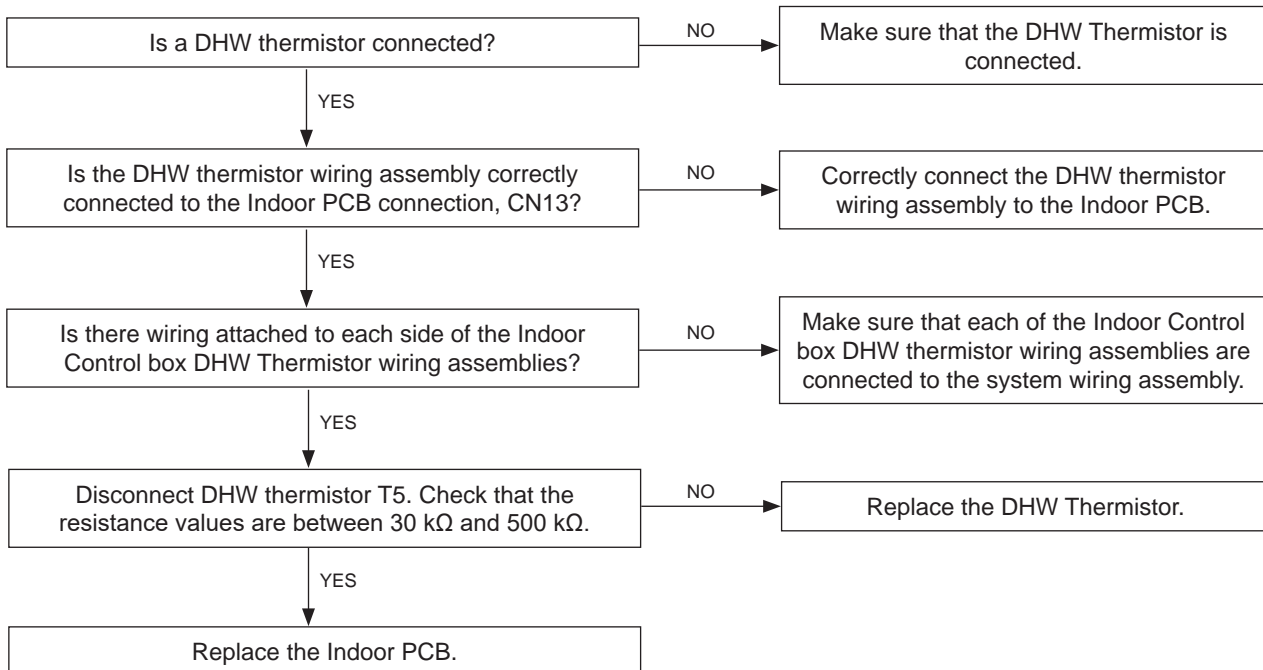 Is a DHW thermistor connected?
NO
Make sure that the DHW Thermistor is
connected.
YES
Is the DHW thermistor wiring assembly correctly
connected to the Indoor PCB connection, CN13?
NO
Correctly connect the DHW thermistor
wiring assembly to the Indoor PCB.
YES
Is there wiring attached to each side of the Indoor
Control box DHW Thermistor wiring assemblies?
NO
Make sure that each of the Indoor Control
box DHW thermistor wiring assemblies are
connected to the system wiring assembly.
YES
Disconnect DHW thermistor T5. Check that the
resistance values are between 30 kΩ and 500 kΩ.
NO
Replace the DHW Thermistor.
YES
Replace the Indoor PCB.